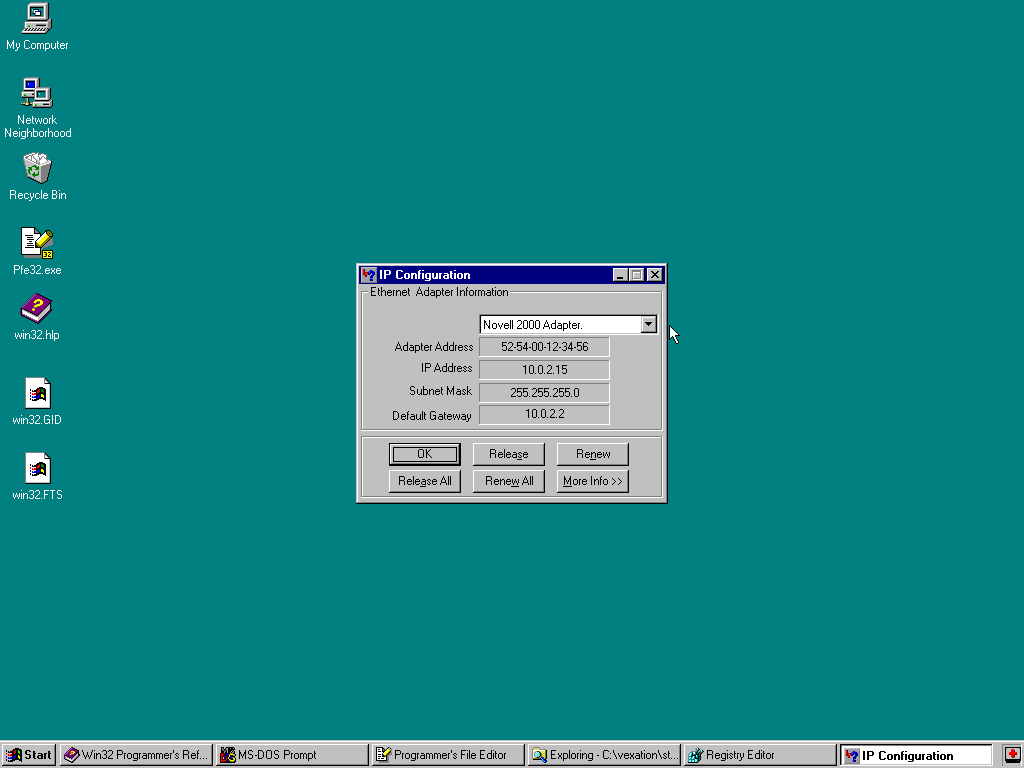 My Computer
Network
Neighborhood
Recycle Bin
Pfe32.exe
32
win32.hlp
win32.GID
win32.FTS
IP Configuration
Ethernet Adapter Information
Novell 2000 Adapter.
Adapter Address 52-54-00-12-34-56
IP Address 10.0.2.15
Subnet Mask 255.255.255.0
Default Gateway 10.0.2.2
OK Release Renew
Release All Renew All More Info >>
Start Win32 Programmer's Ref... MS-DOS Prompt Programmer's File Editor Exploring - C:\vexation\st... Registry Editor IP Configuration